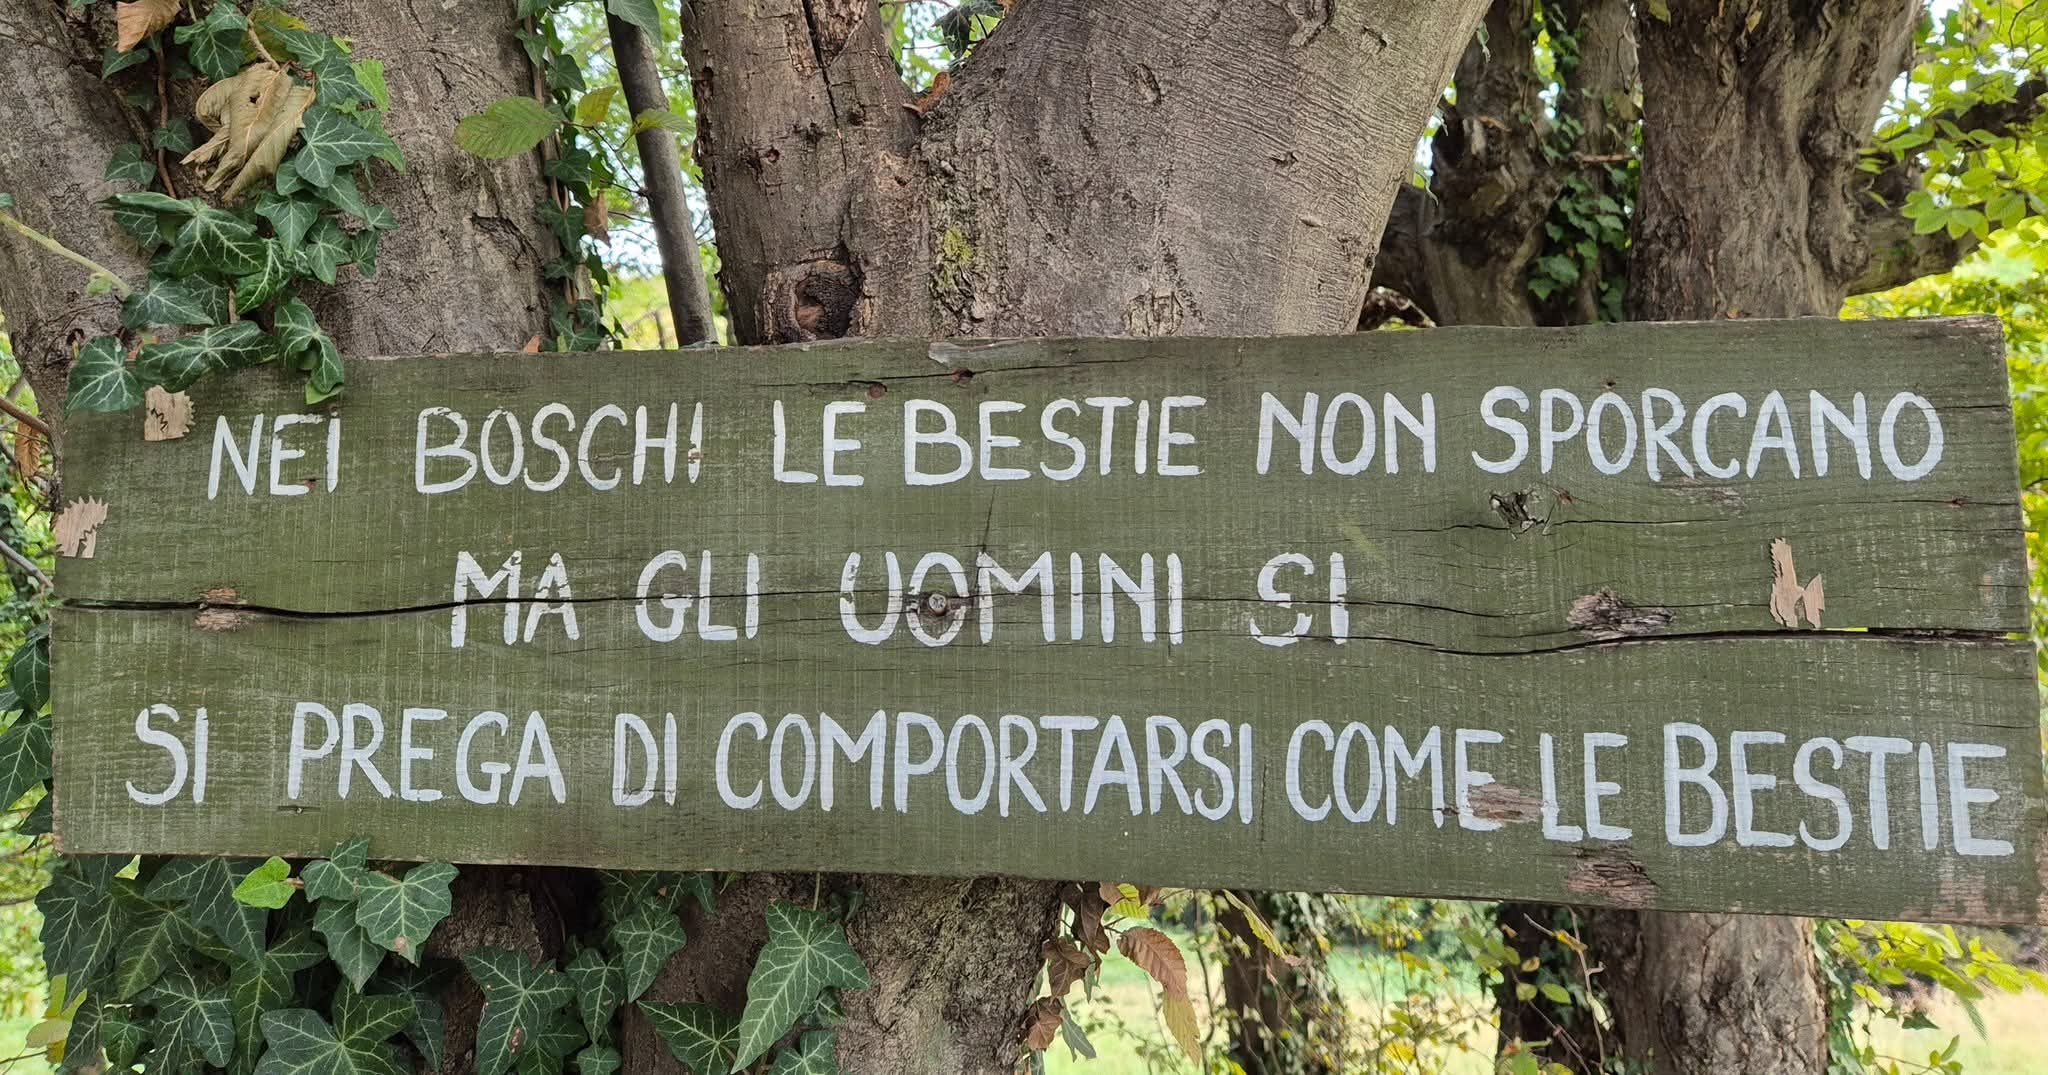 NEI BOSCHI LE BESTIE NON SPORCANO
MA GLI UOMINI SI
SI PREGA DI COMPORTARSI COME LE BESTIE